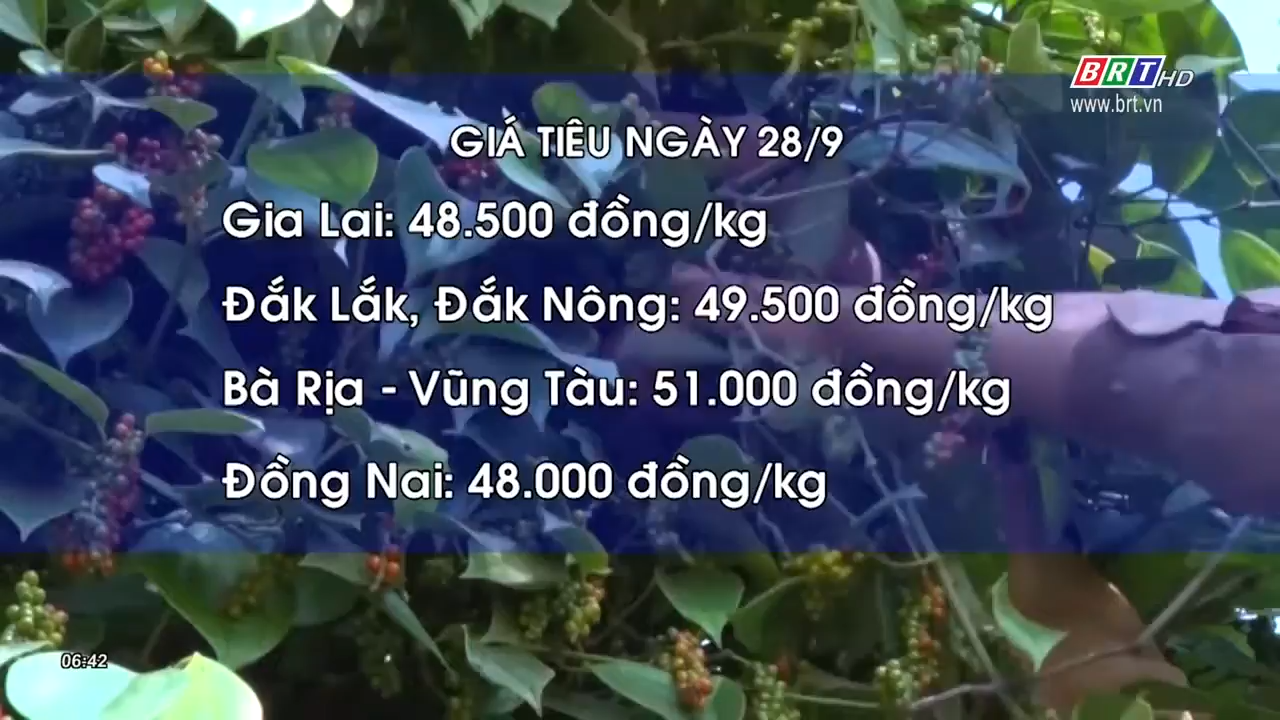 BRT HD
www.brt.vn
GIÁ TIÊU NGÀY 28/9
Gia Lai: 48.500 đồng/kg
Đắk Lắk, Đắk Nông: 49.500 đồng/kg
Bà Rịa - Vũng Tàu: 51.000 đồng/kg
Đồng Nai: 48.000 đồng/kg
06:42